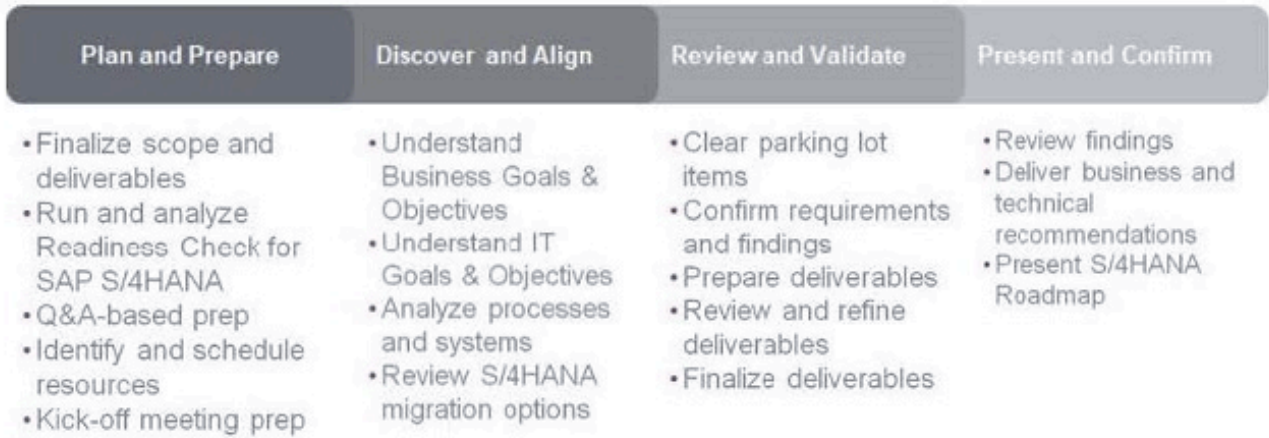 Plan and Prepare
• Finalize scope and
deliverables
• Run and analyze
Readiness Check for
SAP S/4HANA
• Q&A-based prep
• Identify and schedule
resources
• Kick-off meeting prep
Discover and Align
• Understand
Business Goals &
Objectives
• Understand IT
Goals & Objectives
• Analyze processes
and systems
• Review S/4HANA
migration options
Review and Validate
• Clear parking lot
items
• Confirm requirements
and findings
• Prepare deliverables
• Review and refine
deliverables
• Finalize deliverables
Present and Confirm
• Review findings
• Deliver business and
technical
recommendations
• Present S/4HANA
Roadmap